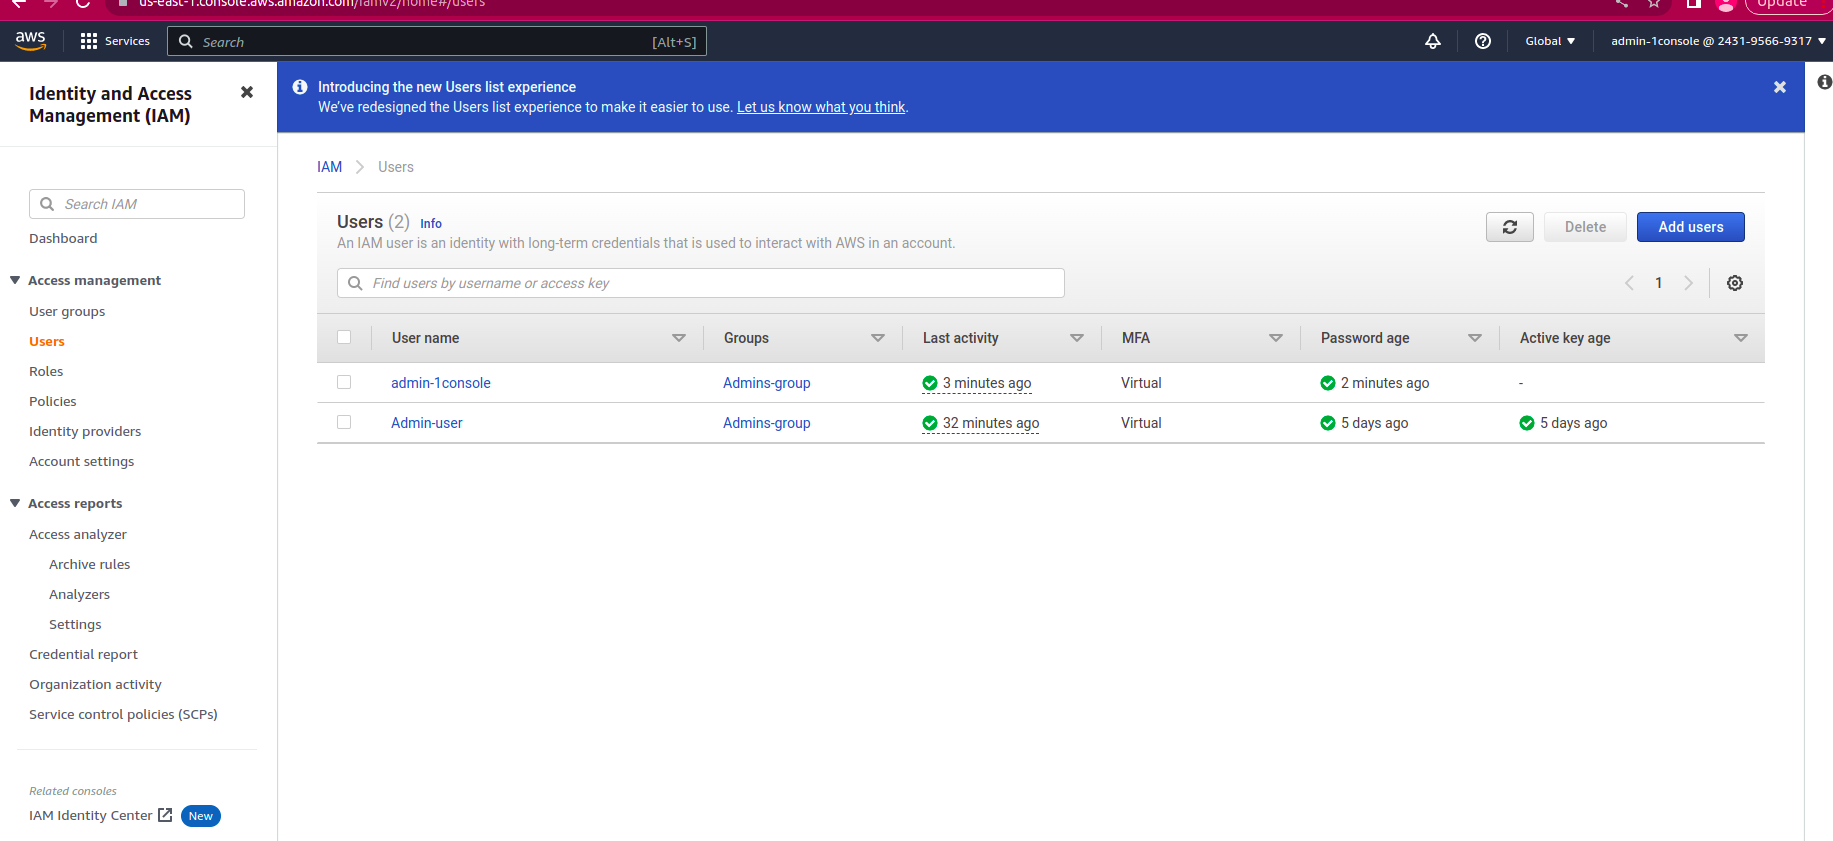 us-east-1.console.aws.amazon.com/iamv2/home#/users
Update
aws
Services
Search
[Alt+S]
Global
admin-1console @ 2431-9566-9317
Identity and Access
Management (IAM)
Search IAM
Dashboard
Access management
User groups
Users
Roles
Policies
Identity providers
Account settings
Access reports
Access analyzer
Archive rules
Analyzers
Settings
Credential report
Organization activity
Service control policies (SCPs)
Related consoles
IAM Identity Center New
Introducing the new Users list experience
We've redesigned the Users list experience to make it easier to use. Let us know what you think.
IAM Users
Users (2) Info
An IAM user is an identity with long-term credentials that is used to interact with AWS in an account.
Delete
Add users
Find users by username or access key
1
User name Groups Last activity MFA Password age Active key age
admin-1console Admins-group 3 minutes ago Virtual 2 minutes ago -
Admin-user Admins-group 32 minutes ago Virtual 5 days ago 5 days ago